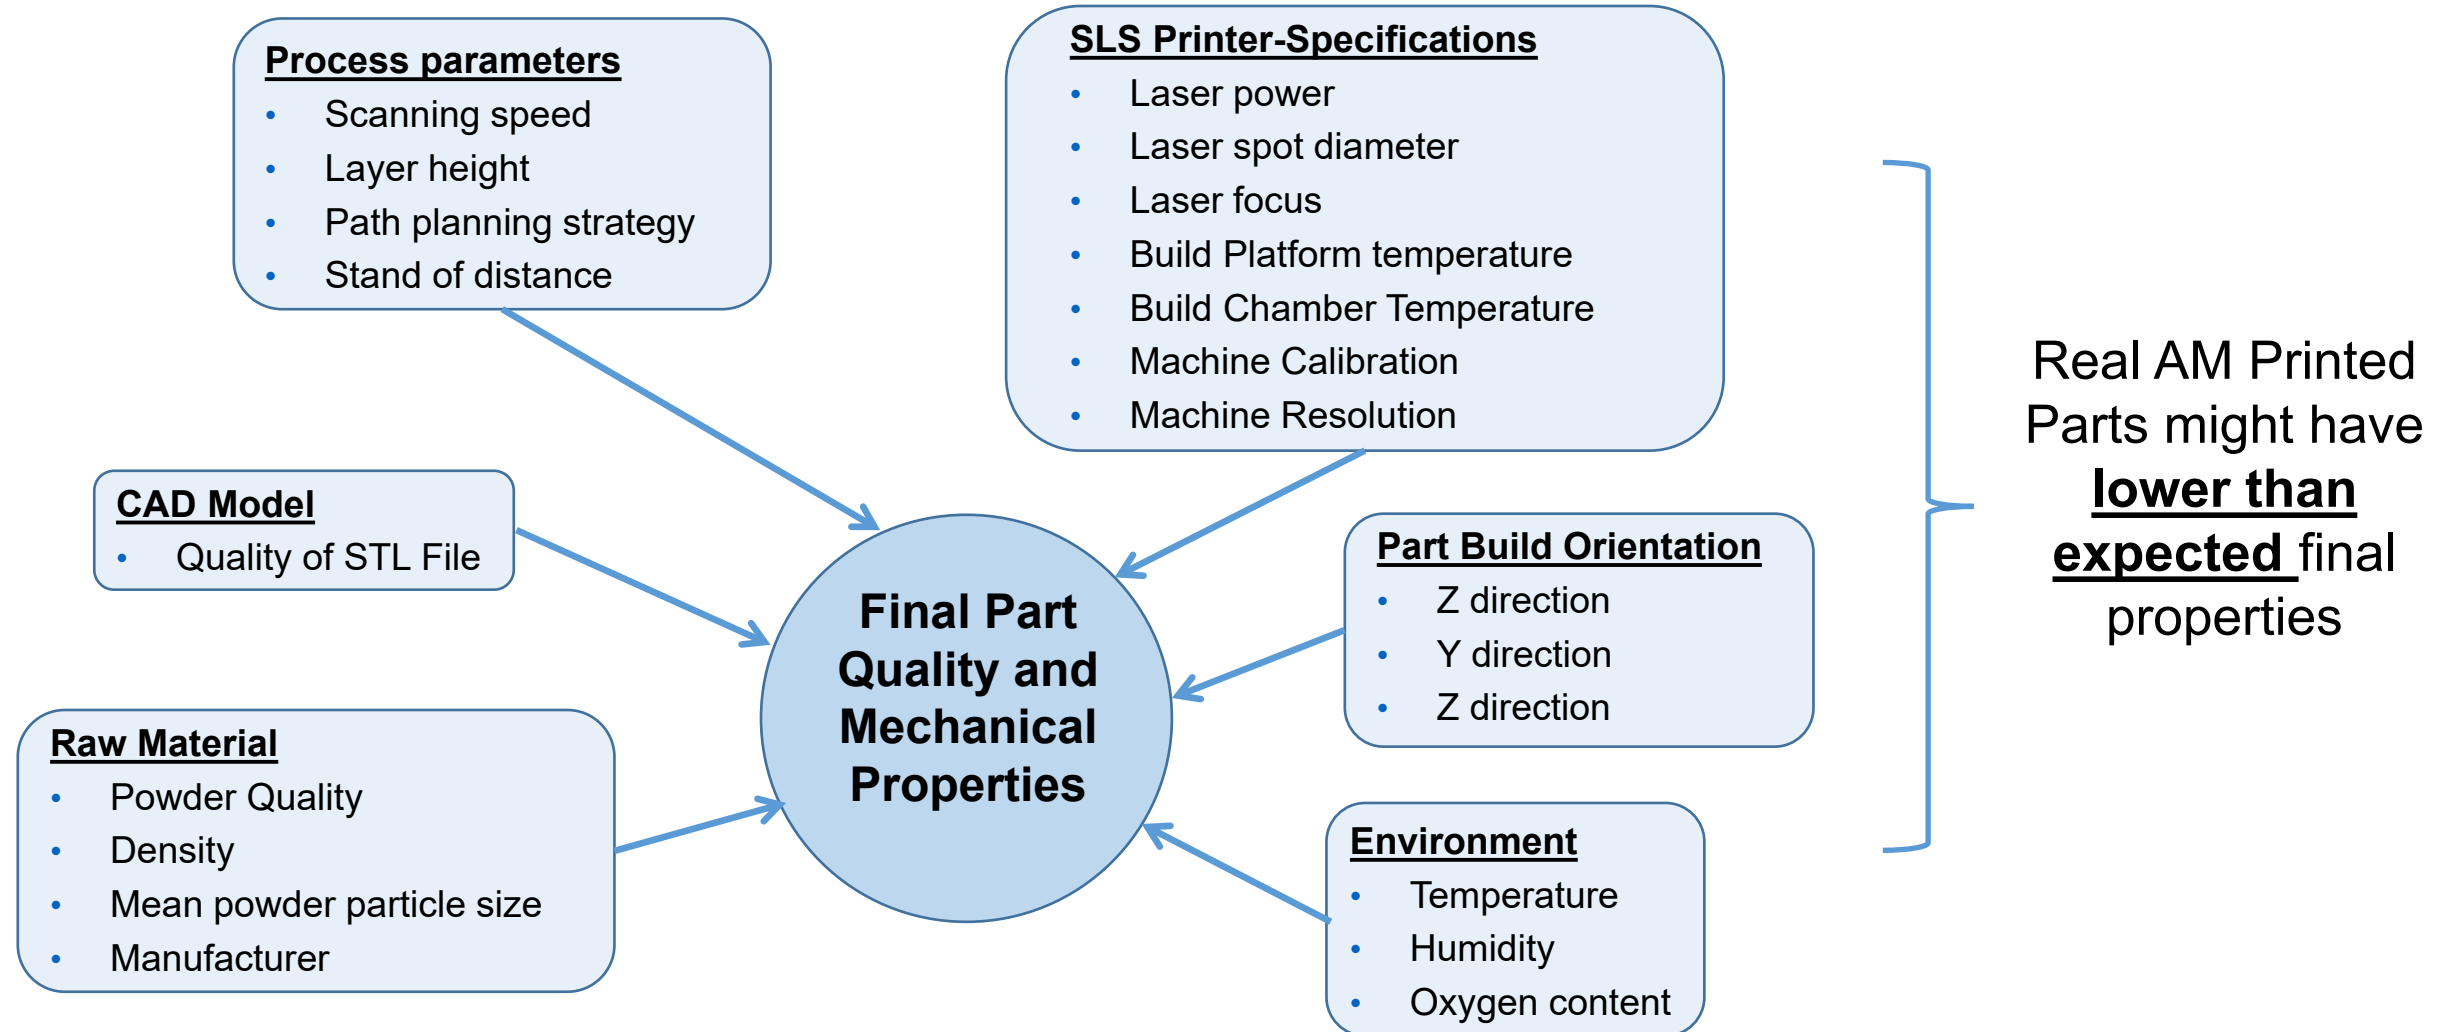 Process parameters
• Scanning speed
• Layer height
• Path planning strategy
• Stand of distance
SLS Printer-Specifications
• Laser power
• Laser spot diameter
• Laser focus
• Build Platform temperature
• Build Chamber Temperature
• Machine Calibration
• Machine Resolution
CAD Model
• Quality of STL File
Raw Material
• Powder Quality
• Density
• Mean powder particle size
• Manufacturer
Final Part
Quality and
Mechanical
Properties
Part Build Orientation
• Z direction
• Y direction
• Z direction
Environment
• Temperature
• Humidity
• Oxygen content
Real AM Printed
Parts might have
lower than
expected final
properties